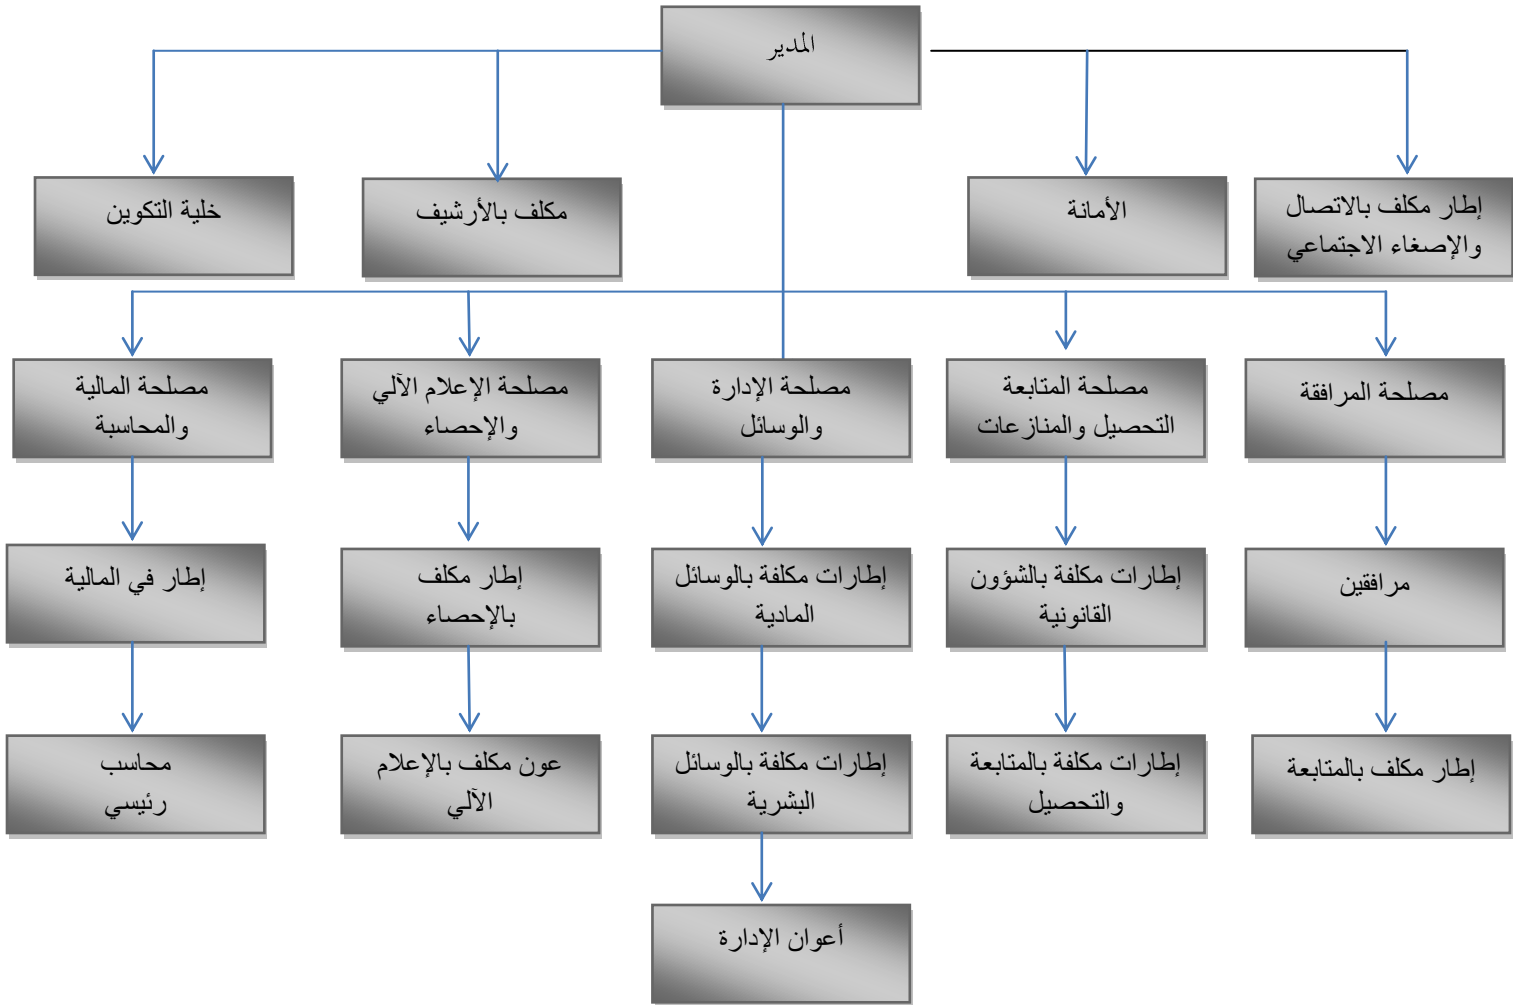 المدير
إطار مكلف بالاتصال
والإصغاء الاجتماعي
الأمانة
مكلف بالأرشيف
خلية التكوين
مصلحة المرافقة
مصلحة المتابعة
التحصيل والمنازعات
مصلحة الإدارة
والوسائل
مصلحة الإعلام الآلي
والإحصاء
مصلحة المالية
والمحاسبة
مرافقين
إطارات مكلفة بالشؤون
القانونية
إطارات مكلفة بالوسائل
المادية
إطار مكلف
بالإحصاء
إطار في المالية
إطار مكلف بالمتابعة
إطارات مكلفة بالمتابعة
والتحصيل
إطارات مكلفة بالوسائل
البشرية
عون مكلف بالإعلام
الآلي
محاسب
رئيسي
أعوان الإدارة